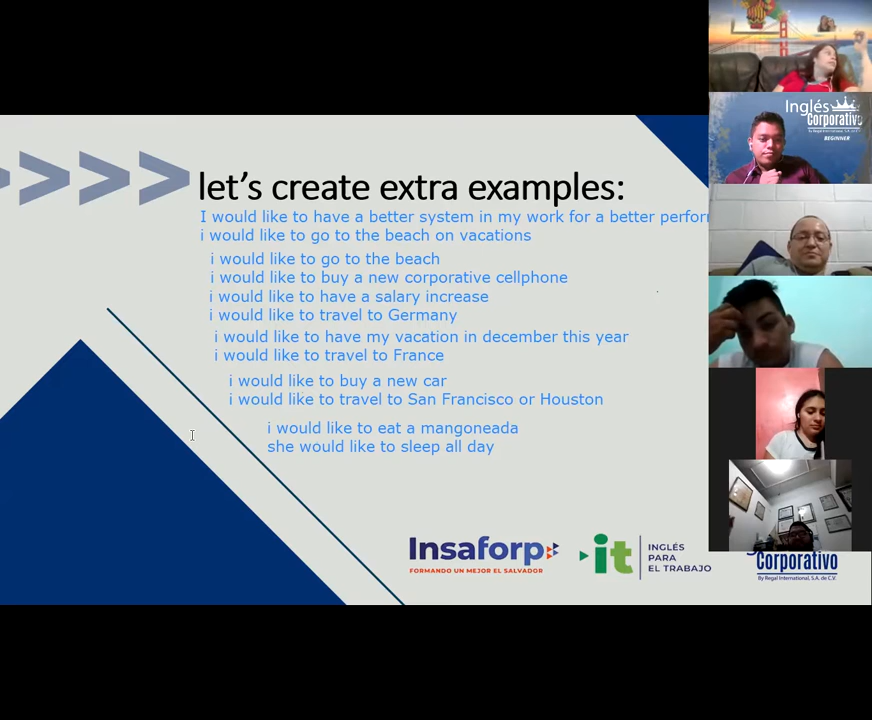 let's create extra examples:
I would like to have a better system in my work for a better
i would like to go to the beach on vacations
i would like to go to the beach
i would like to buy a new corporative cellphone
i would like to have a salary increase
i would like to travel to Germany
i would like to have my vacation in december this year
i would like to travel to France
i would like to buy a new car
i would like to travel to San Francisco or Houston
i would like to eat a mangoneada
she would like to sleep all day
Inglés
Corporativo
By Regal International, S.A. de C.V.
BEGINNER
Insaforp
FORMANDO UN MEJOR EL SALVADOR
it
INGLÉS
PARA
EL TRABAJO
Corporativo
By Regal International, S.A. de C.V.